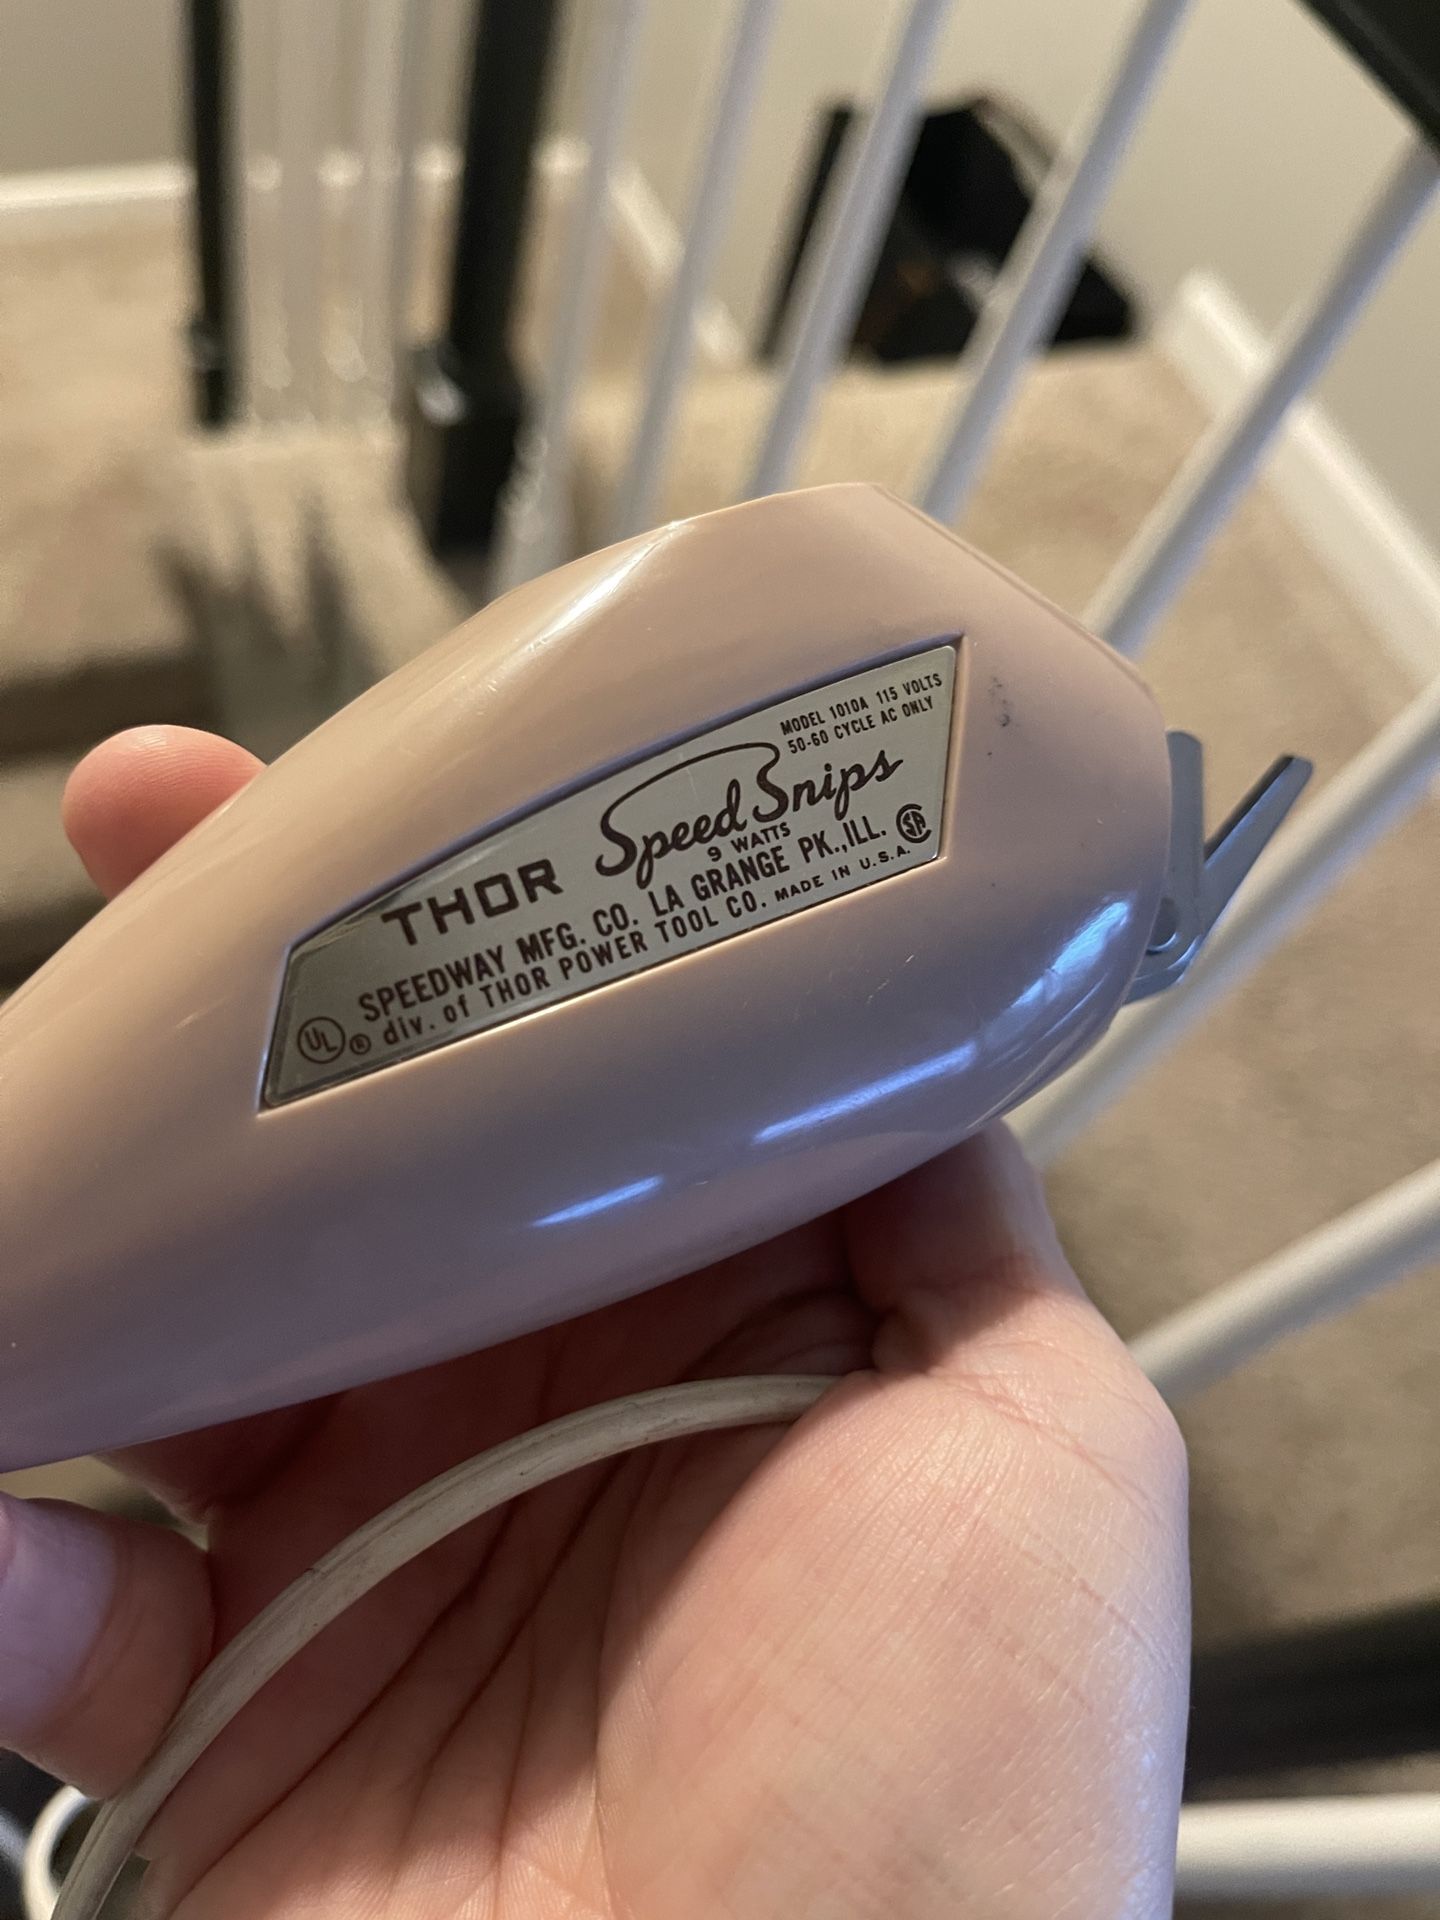 MODEL 1010A 115 VOLTS
50-60 CYCLE AC ONLY
THOR Speed Snips
9 WATTS
SPEEDWAY MFG. CO. LA GRANGE PK., ILL.
div. of THOR POWER TOOL CO. MADE IN U.S.A.
UL ® SA